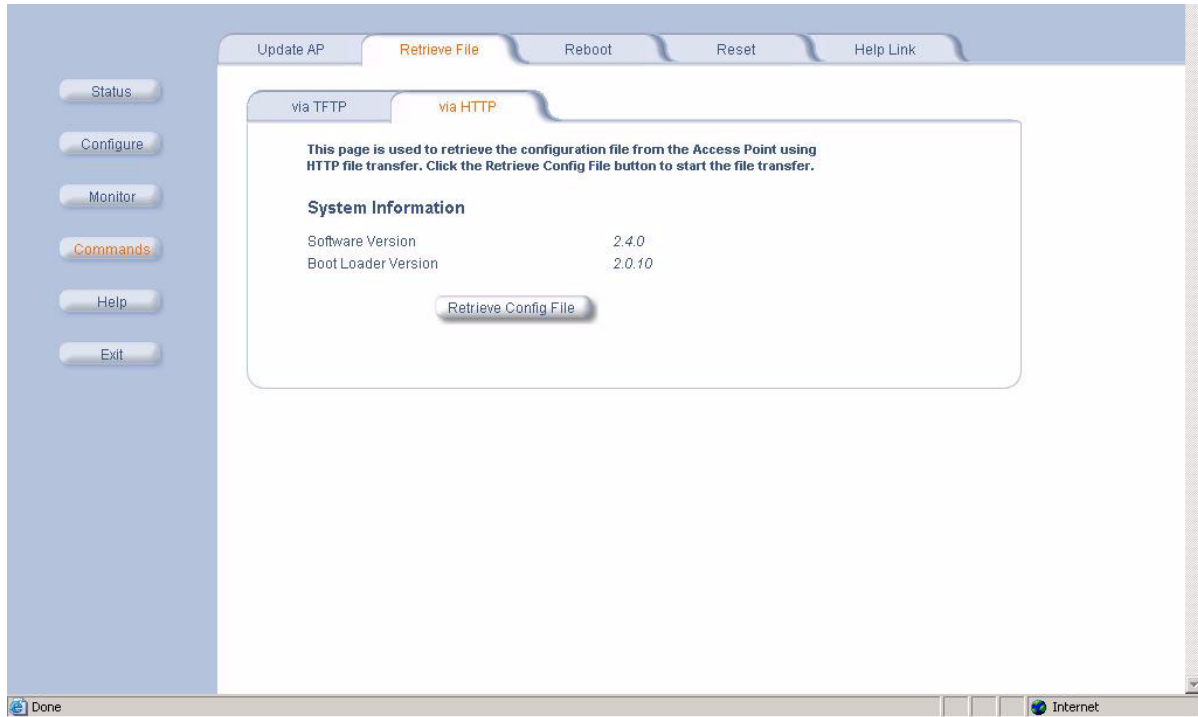 Update AP
Retrieve File
Reboot
Reset
Help Link
Status
Configure
Monitor
Commands
Help
Exit
via TFTP
via HTTP
This page is used to retrieve the configuration file from the Access Point using
HTTP file transfer. Click the Retrieve Config File button to start the file transfer.
System Information
Software Version 2.4.0
Boot Loader Version 2.0.10
Retrieve Config File
Done
Internet